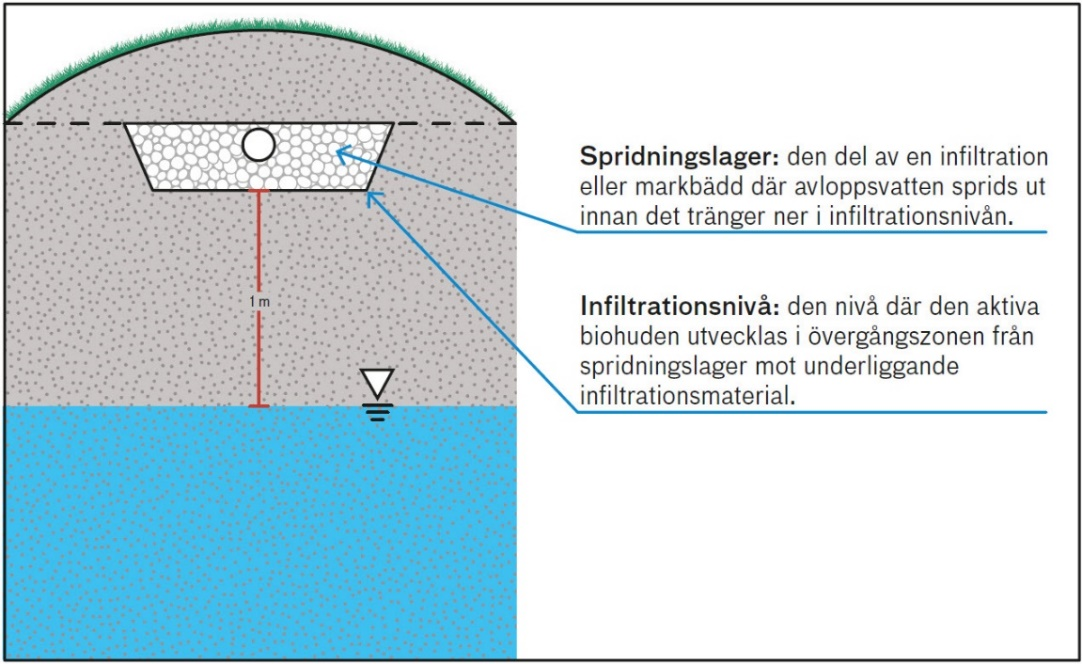 Spridningslager: den del av en infiltration
eller markbädd där avloppsvatten sprids ut
innan det tränger ner i infiltrationsnivån.
1 m
Infiltrationsnivå: den nivå där den aktiva
biohuden utvecklas i övergångszonen från
spridningslager mot underliggande
infiltrationsmaterial.